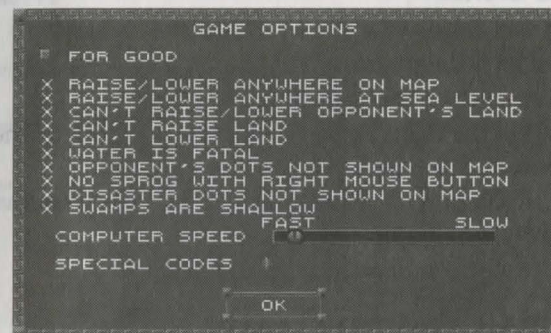 GAME OPTIONS
FOR GOOD
X RAISE/LOWER ANYWHERE ON MAP
X RAISE/LOWER ANYWHERE AT SEA LEVEL
X CAN'T RAISE/LOWER OPPONENT'S LAND
X CAN'T RAISE LAND
X CAN'T LOWER LAND
X WATER IS FATAL
X OPPONENT'S DOTS NOT SHOWN ON MAP
X NO SPROG WITH RIGHT MOUSE BUTTON
X DISASTER DOTS NOT SHOWN ON MAP
X SWAMPS ARE SHALLOW
FAST SLOW
COMPUTER SPEED
SPECIAL CODES
OK